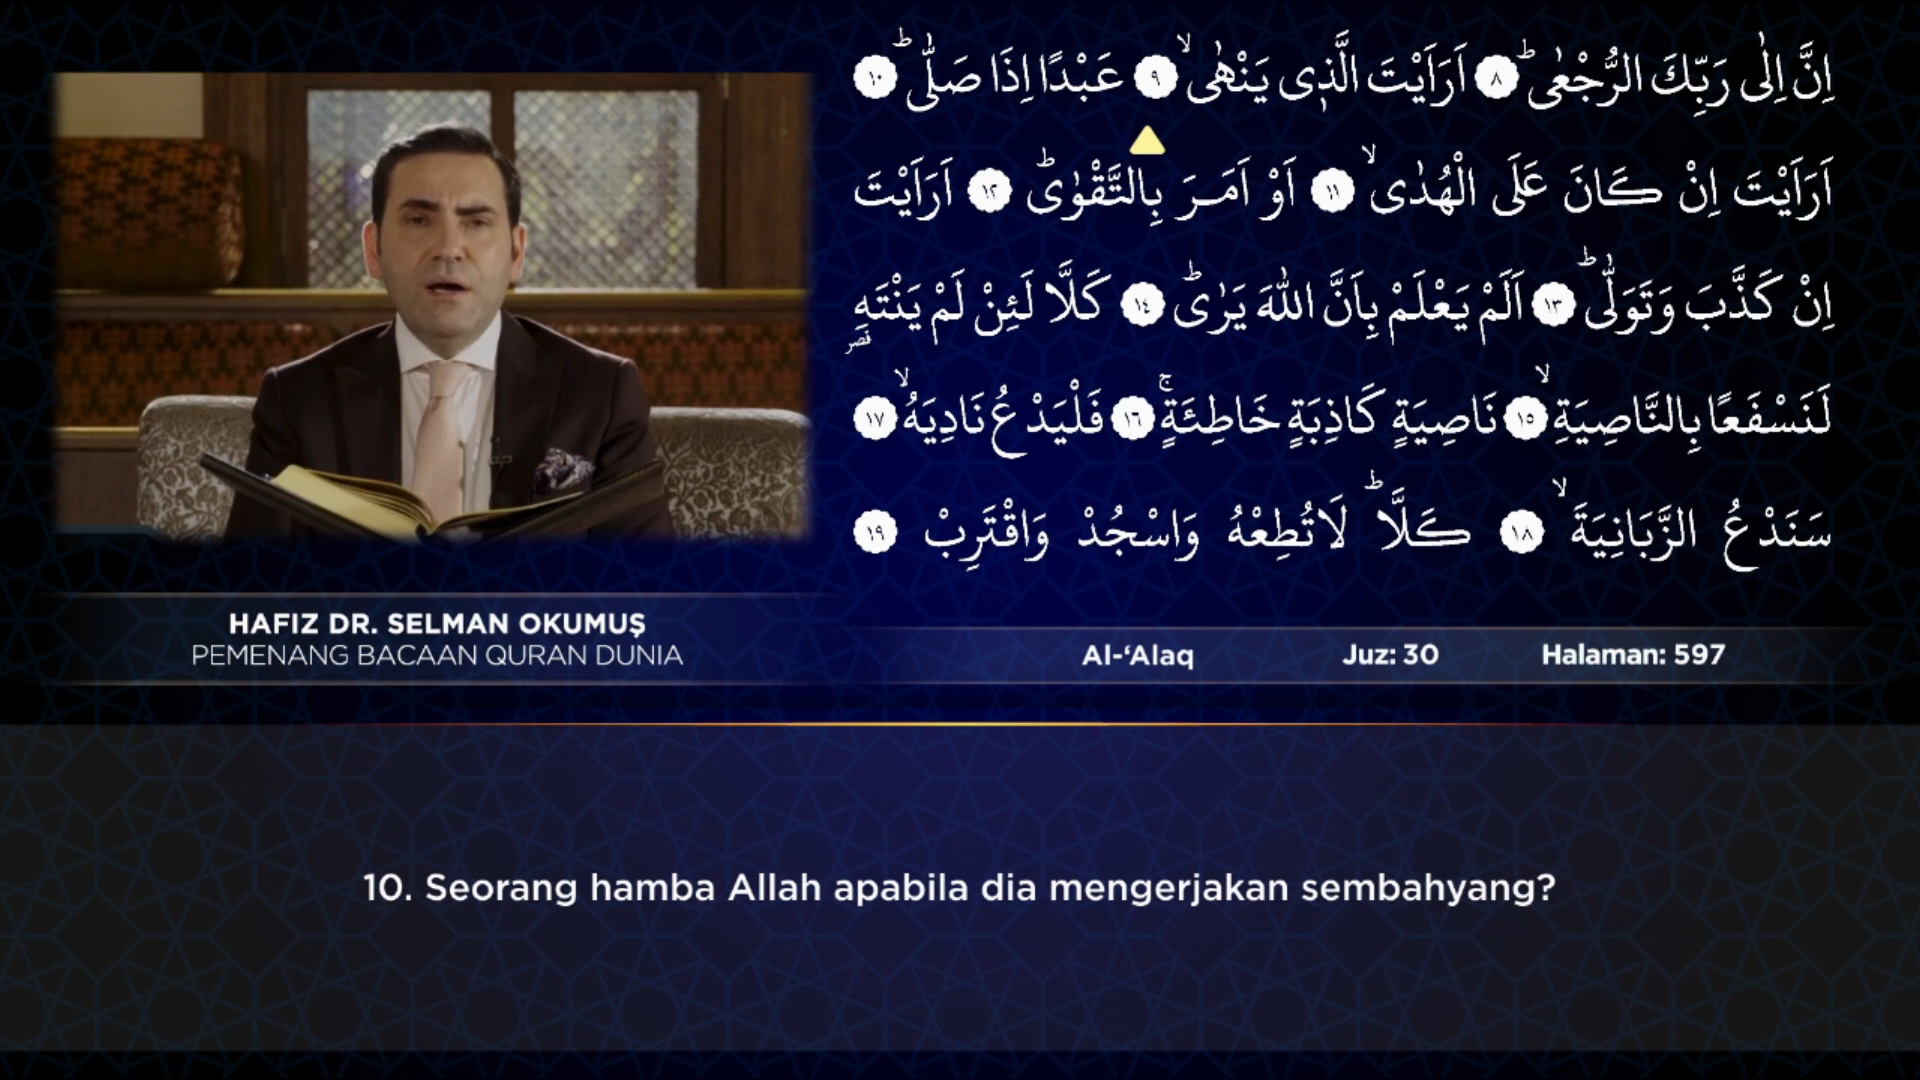 اِنَّ اِلٰى رَبِّكَ الرُّجْعٰىۜ ﴿٨﴾ اَرَاَيْتَ الَّذ۪ى يَنْهٰىۙ ﴿٩﴾ عَبْدًا اِذَا صَلّٰىۜ ﴿١٠﴾
اَرَاَيْتَ اِنْ كَانَ عَلَى الْهُدٰىۙ ﴿١١﴾ اَوْ اَمَرَ بِالتَّقْوٰىۜ ﴿١٢﴾ اَرَاَيْتَ
اِنْ كَذَّبَ وَتَوَلّٰىۜ ﴿١٣﴾ اَلَمْ يَعْلَمْ بِاَنَّ اللّٰهَ يَرٰىۜ ﴿١٤﴾ كَلَّا لَئِنْ لَمْ يَنْتَهِ
قصر
لَنَسْفَعًا بِالنَّاصِيَةِۙ ﴿١٥﴾ نَاصِيَةٍ كَاذِبَةٍ خَاطِئَةٍۚ ﴿١٦﴾ فَلْيَدْعُ نَادِيَهُۙ ﴿١٧﴾
سَنَدْعُ الزَّبَانِيَةَۙ ﴿١٨﴾ كَلَّاۜ لَاتُطِعْهُ وَاسْجُدْ وَاقْتَرِبْ ﴿١٩﴾
HAFIZ DR. SELMAN OKUMUŞ
PEMENANG BACAAN QURAN DUNIA
Al-‘Alaq Juz: 30 Halaman: 597
10. Seorang hamba Allah apabila dia mengerjakan sembahyang?